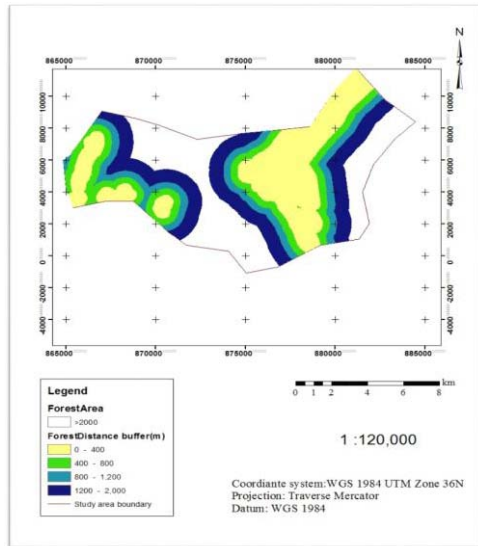 N
865000 870000 875000 880000 885000
10000
8000
6000
4000
2000
0
-2000
-4000
10000
8000
6000
4000
2000
0
-2000
-4000
865000 870000 875000 880000 885000
Legend
ForestArea
>2000
ForestDistance buffer(m)
0 - 400
400 - 800
800 - 1,200
1200 - 2,000
Study area boundary
km
0 1 2 4 6 8
1 :120,000
Coordiante system:WGS 1984 UTM Zone 36N
Projection: Traverse Mercator
Datum: WGS 1984